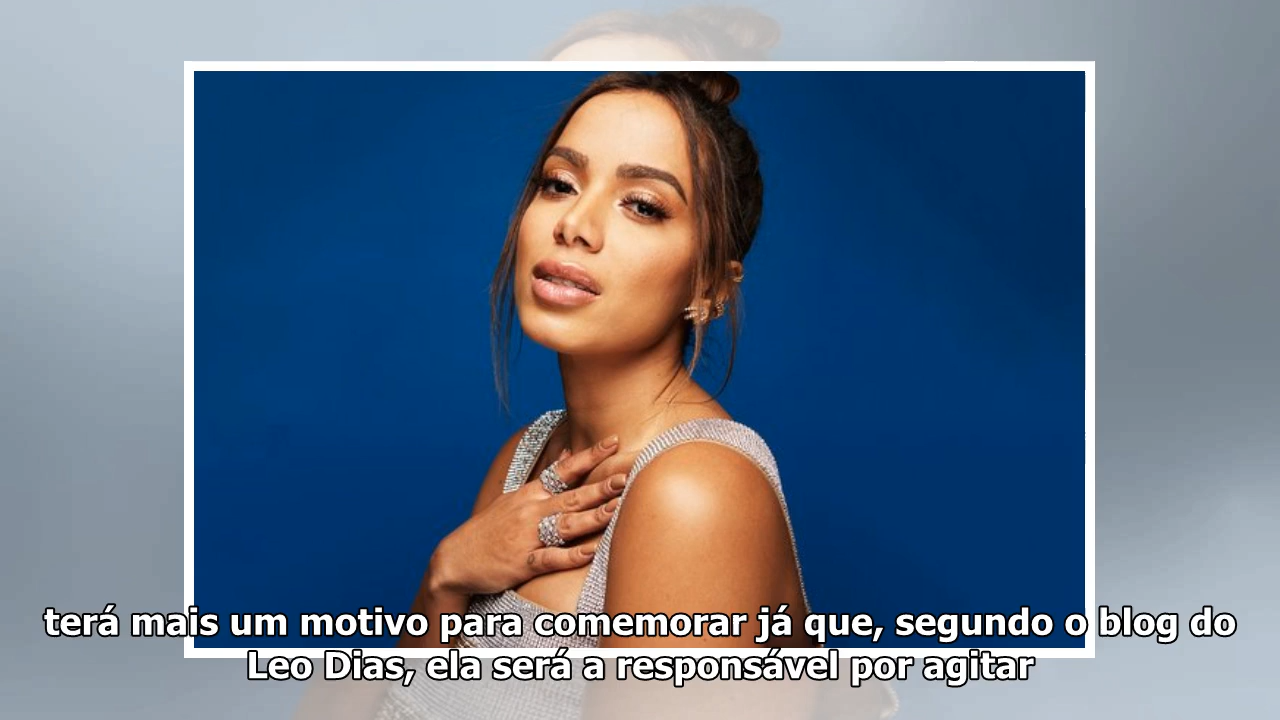 terá mais um motivo para comemorar já que, segundo o blog do
Leo Dias, ela será a responsável por agitar